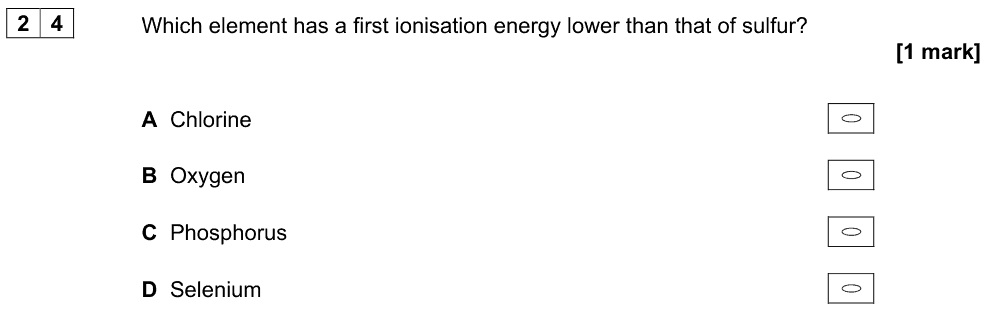 2 4 Which element has a first ionisation energy lower than that of sulfur?
[1 mark]
A Chlorine
B Oxygen
C Phosphorus
D Selenium